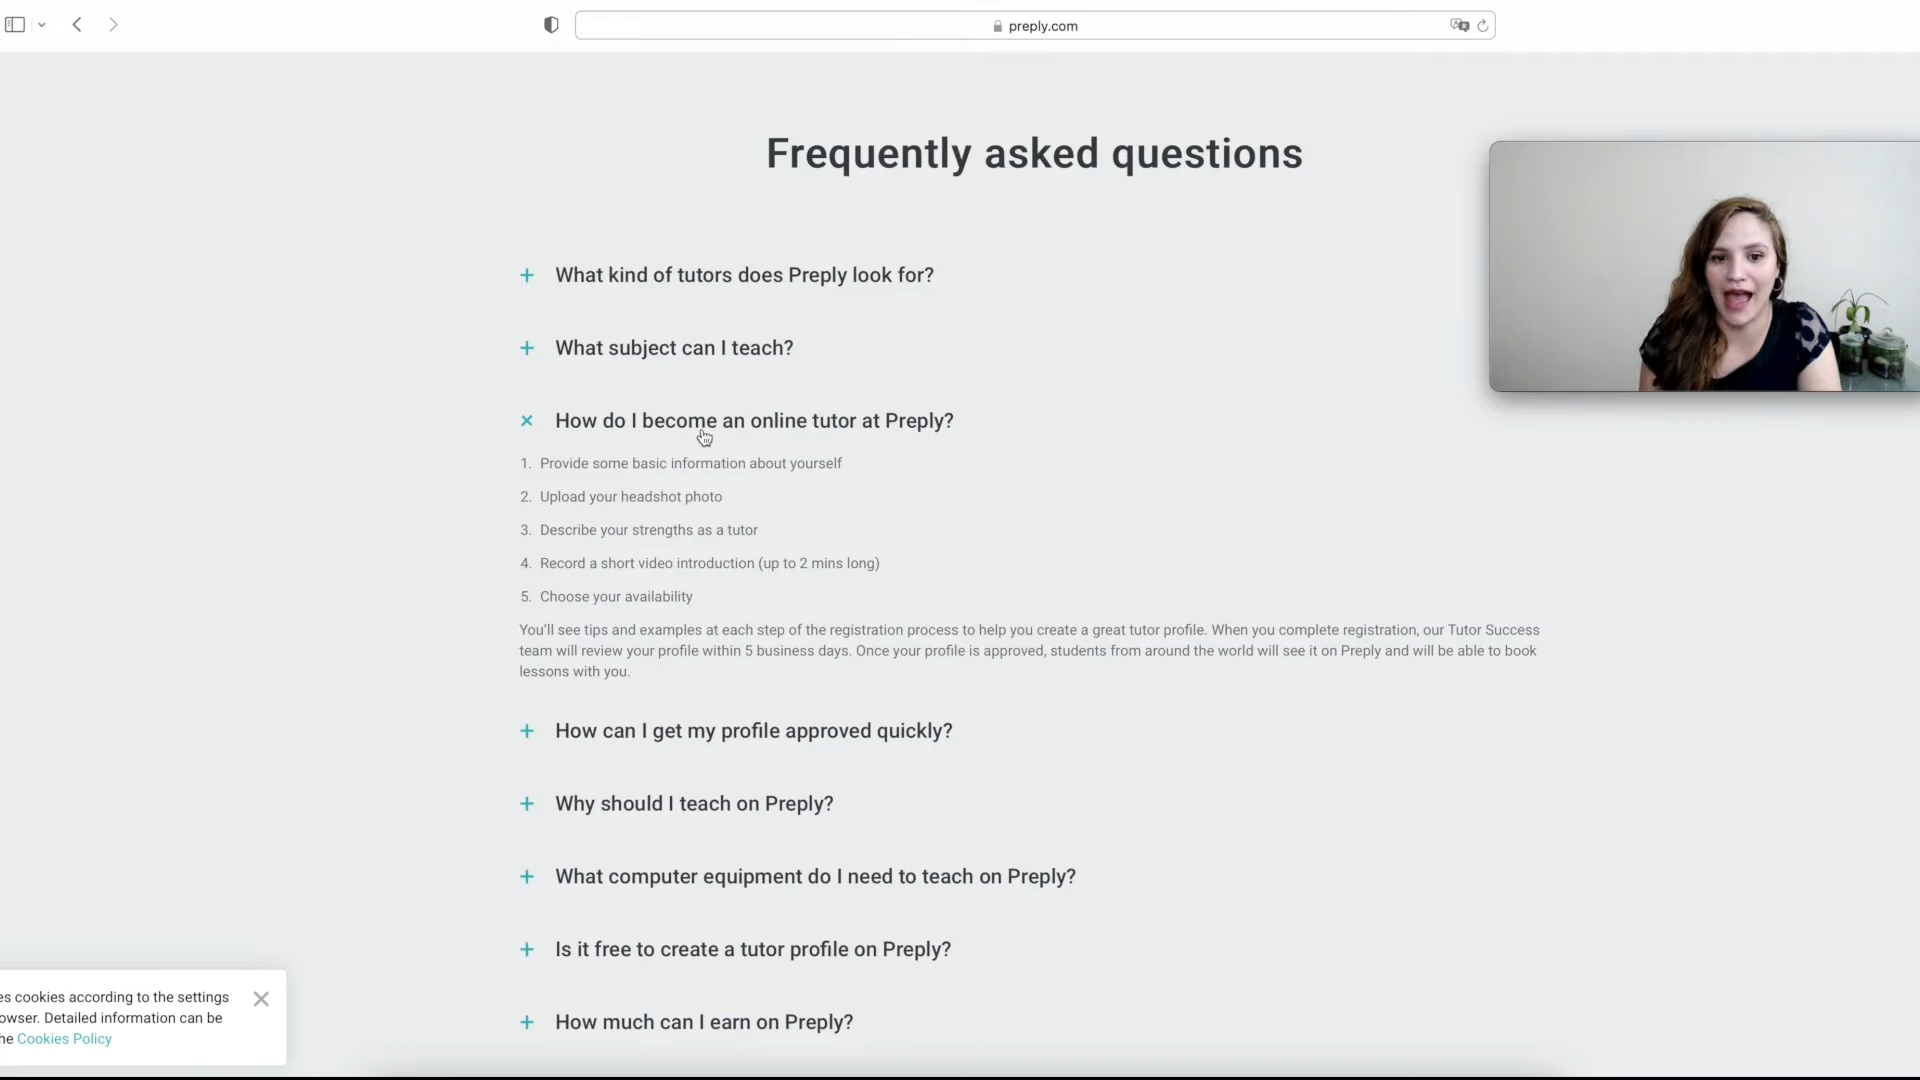 preply.com
Frequently asked questions
What kind of tutors does Preply look for?
What subject can I teach?
How do I become an online tutor at Preply?
1. Provide some basic information about yourself
2. Upload your headshot photo
3. Describe your strengths as a tutor
4. Record a short video introduction (up to 2 mins long)
5. Choose your availability
You'll see tips and examples at each step of the registration process to help you create a great tutor profile. When you complete registration, our Tutor Success
team will review your profile within 5 business days. Once your profile is approved, students from around the world will see it on Preply and will be able to book
lessons with you.
How can I get my profile approved quickly?
Why should I teach on Preply?
What computer equipment do I need to teach on Preply?
Is it free to create a tutor profile on Preply?
How much can I earn on Preply?
es cookies according to the settings
owser. Detailed information can be
he Cookies Policy